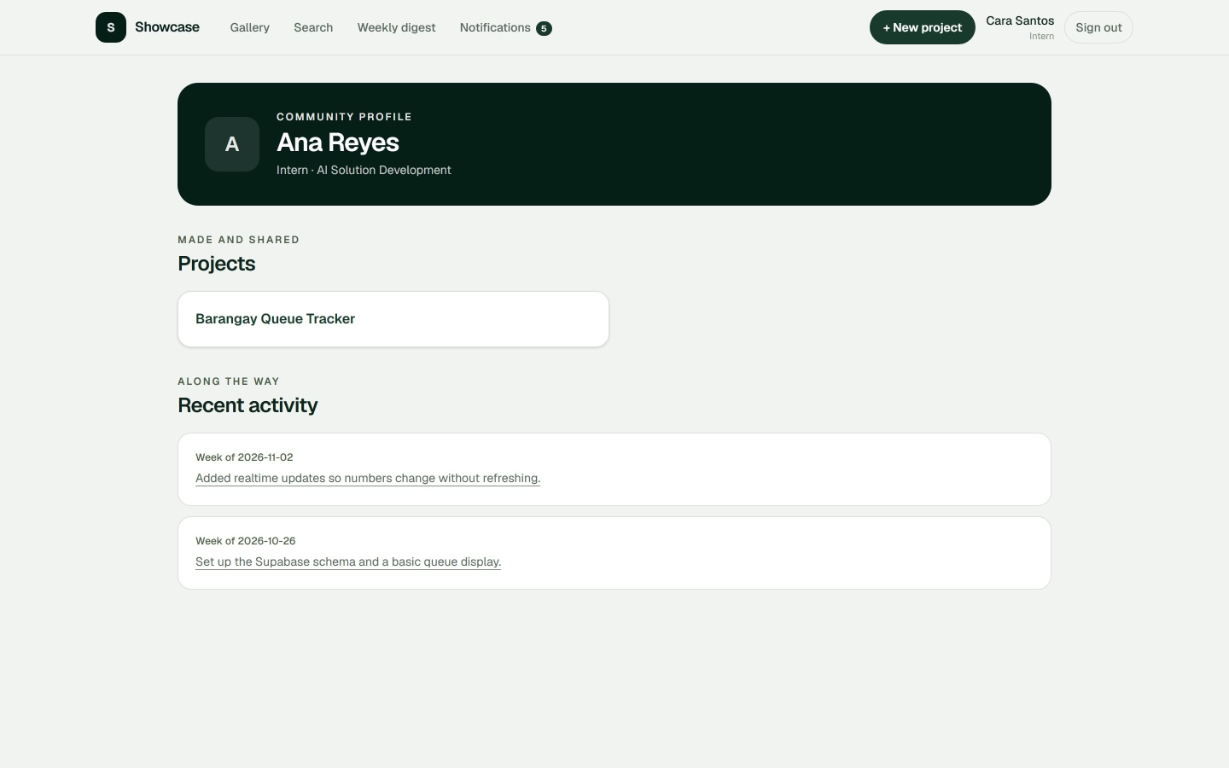 S Showcase Gallery Search Weekly digest Notifications 5 + New project Cara Santos Sign out
Intern
A
COMMUNITY PROFILE
Ana Reyes
Intern · AI Solution Development
MADE AND SHARED
Projects
Barangay Queue Tracker
ALONG THE WAY
Recent activity
Week of 2026-11-02
Added realtime updates so numbers change without refreshing.
Week of 2026-10-26
Set up the Supabase schema and a basic queue display.